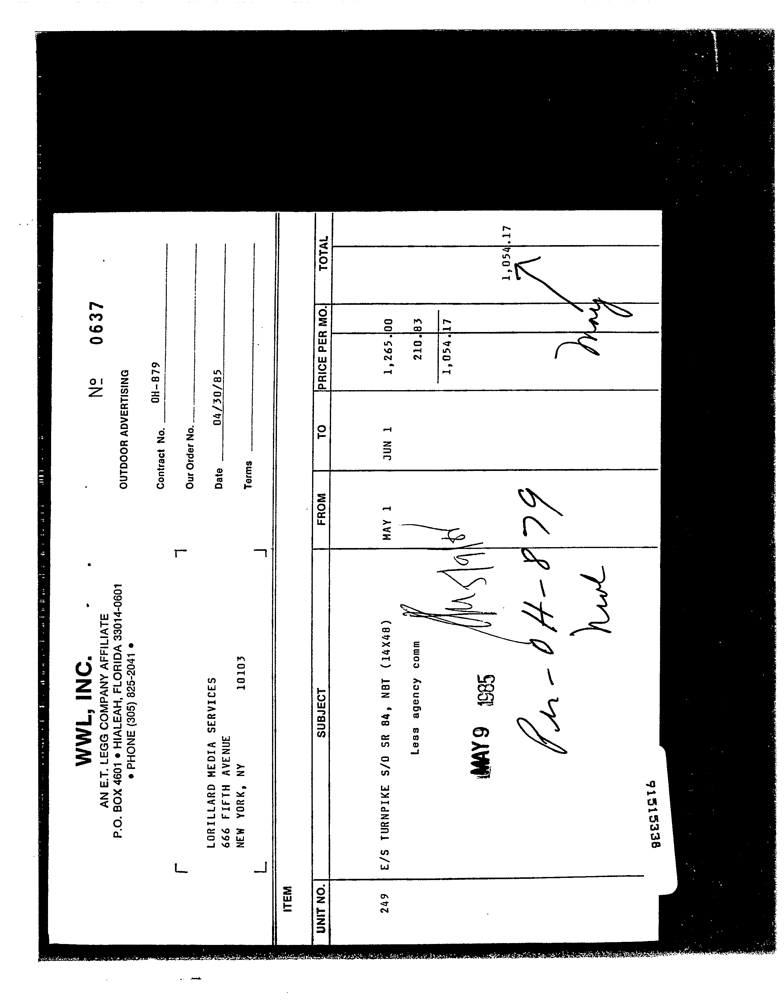 WWL, INC.
AN E.T. LEGG COMPANY AFFILIATE
P.O. BOX 4601 • HIALEAH, FLORIDA 33014-0601
• PHONE (305) 825-2041 •
Nº 0637
OUTDOOR ADVERTISING
Contract No. OH-879
Our Order No.
Date 04/30/85
Terms
LORILLARD MEDIA SERVICES
666 FIFTH AVENUE
NEW YORK, NY 10103
ITEM
UNIT NO. SUBJECT FROM TO PRICE PER MO. TOTAL
249 E/S TURNPIKE S/O SR 84, NBT (14X48) MAY 1 JUN 1 1,265.00
Less agency comm 210.83
1,054.17
MAY 9 1985
1,054.17
OH-879
May
91515338